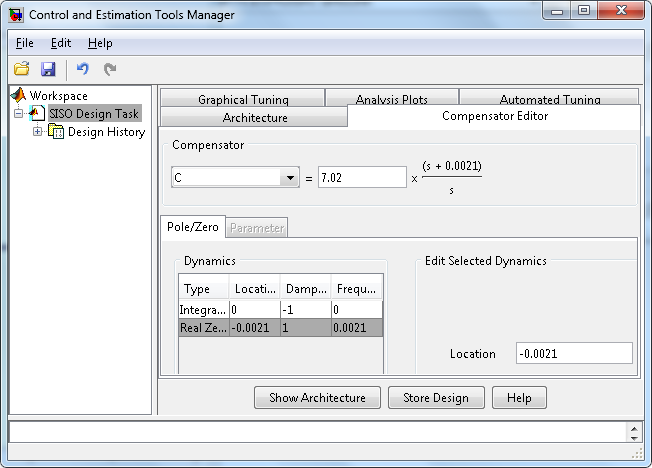 Control and Estimation Tools Manager
File Edit Help
Workspace
SISO Design Task
Design History
Graphical Tuning Analysis Plots Automated Tuning
Architecture Compensator Editor
Compensator
C = 7.02 x (s + 0.0021)
s
Pole/Zero Parameter
Dynamics
Type Locati... Damp... Frequ...
Integra... 0 -1 0
Real Ze... -0.0021 1 0.0021
Edit Selected Dynamics
Location -0.0021
Show Architecture Store Design Help